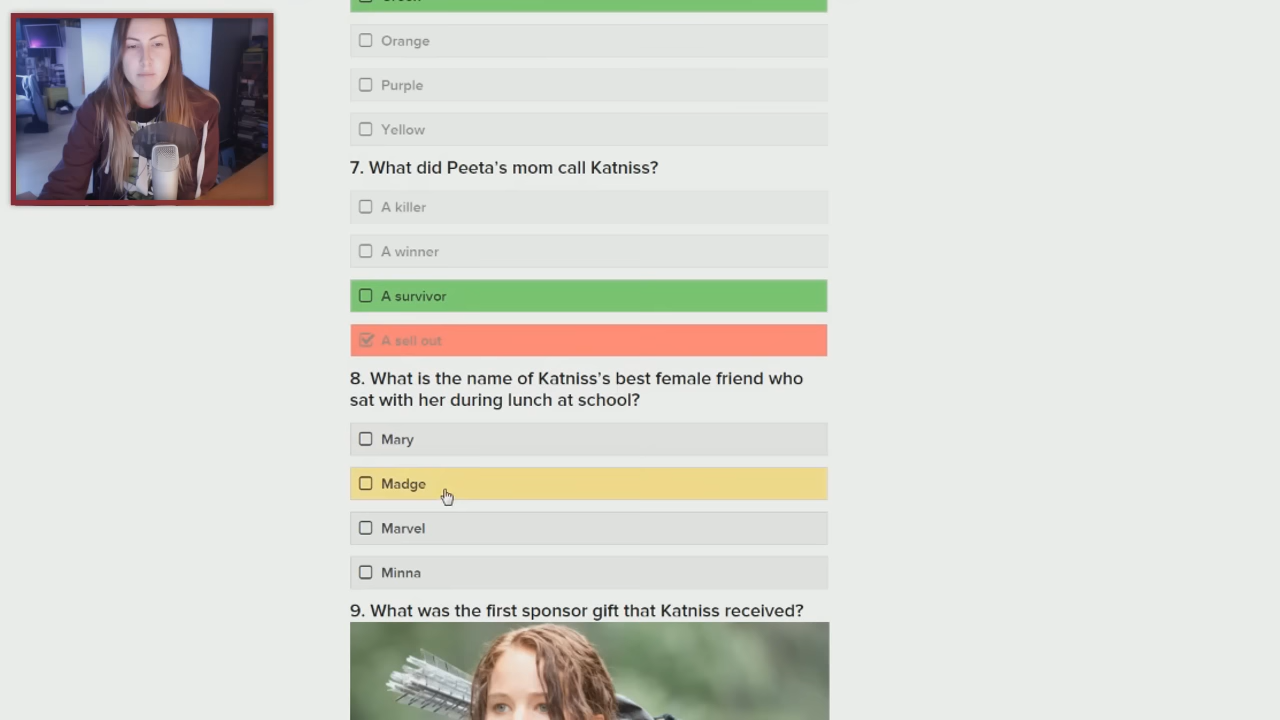 Green
Orange
Purple
Yellow
7. What did Peeta's mom call Katniss?
A killer
A winner
A survivor
A sell out
8. What is the name of Katniss's best female friend who
sat with her during lunch at school?
Mary
Madge
Marvel
Minna
9. What was the first sponsor gift that Katniss received?